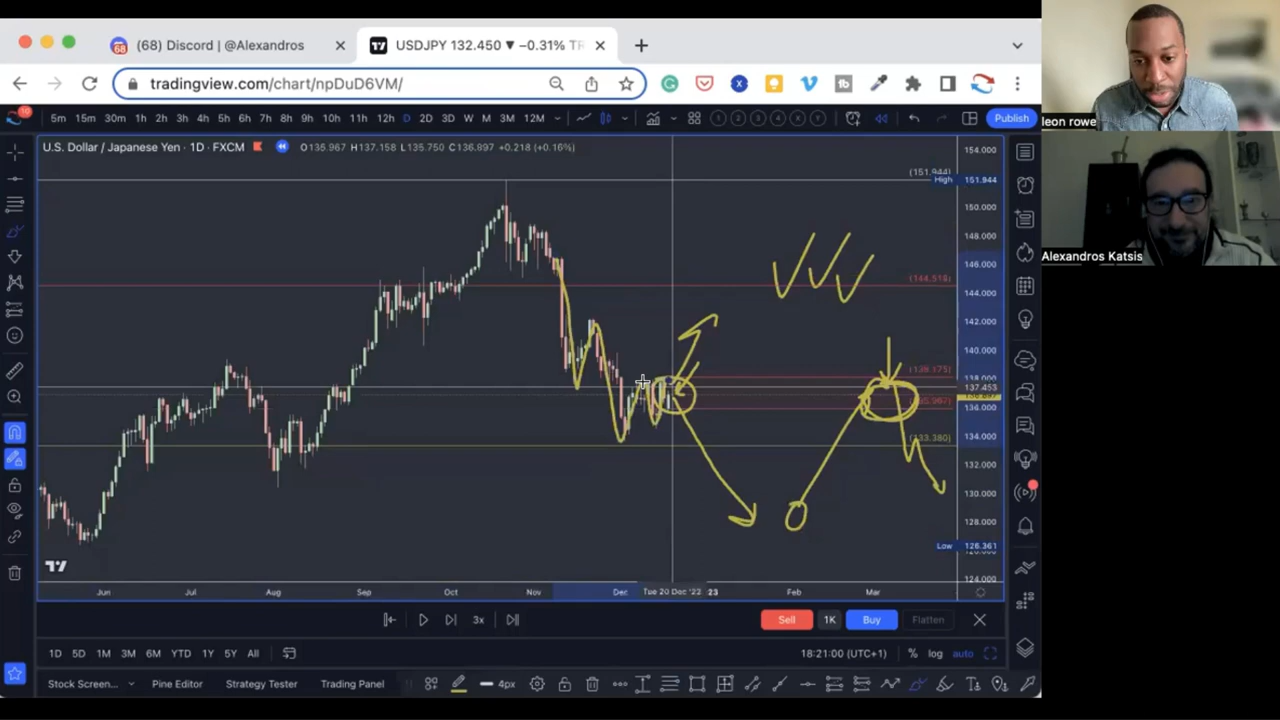 (68) Discord | @Alexandros
USDJPY 132.450 ▼ −0.31% TR
tradingview.com/chart/npDuD6VM/
5m 15m 30m 1h 2h 3h 4h 5h 6h 7h 8h 9h 10h 11h 12h D 2D 3D W M 3M 12M
Publish
U.S. Dollar / Japanese Yen · 1D · FXCM
O135.967 H137.158 L135.750 C136.897 +0.218 (+0.16%)
leon rowe
Alexandros Katsis
154.000
(151.944)
High 151.944
150.000
148.000
146.000
(144.518)
144.000
142.000
140.000
(138.175)
138.000
137.453
136.000
(133.380)
134.000
132.000
130.000
128.000
Low 126.361
124.000
Jun Jul Aug Sep Oct Nov Dec Tue 20 Dec '22 Feb Mar
3x
Sell 1K Buy Flatten
1D 5D 1M 3M 6M YTD 1Y 5Y All
18:21:00 (UTC+1) % log auto
Stock Screen... Pine Editor Strategy Tester Trading Panel
4px